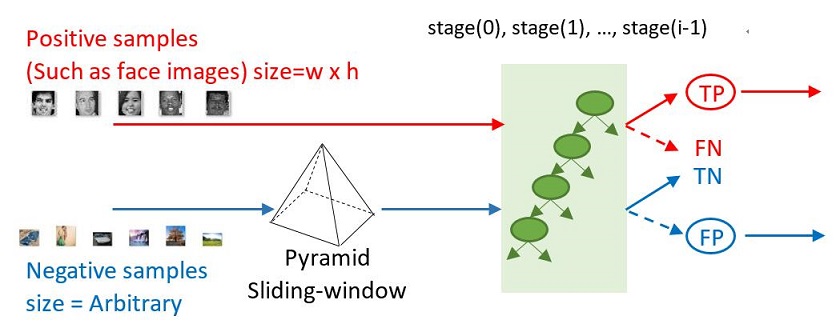 stage(0), stage(1), ..., stage(i-1)
Positive samples
(Such as face images) size=w x h
TP
FN
TN
FP
Pyramid
Sliding-window
Negative samples
size = Arbitrary